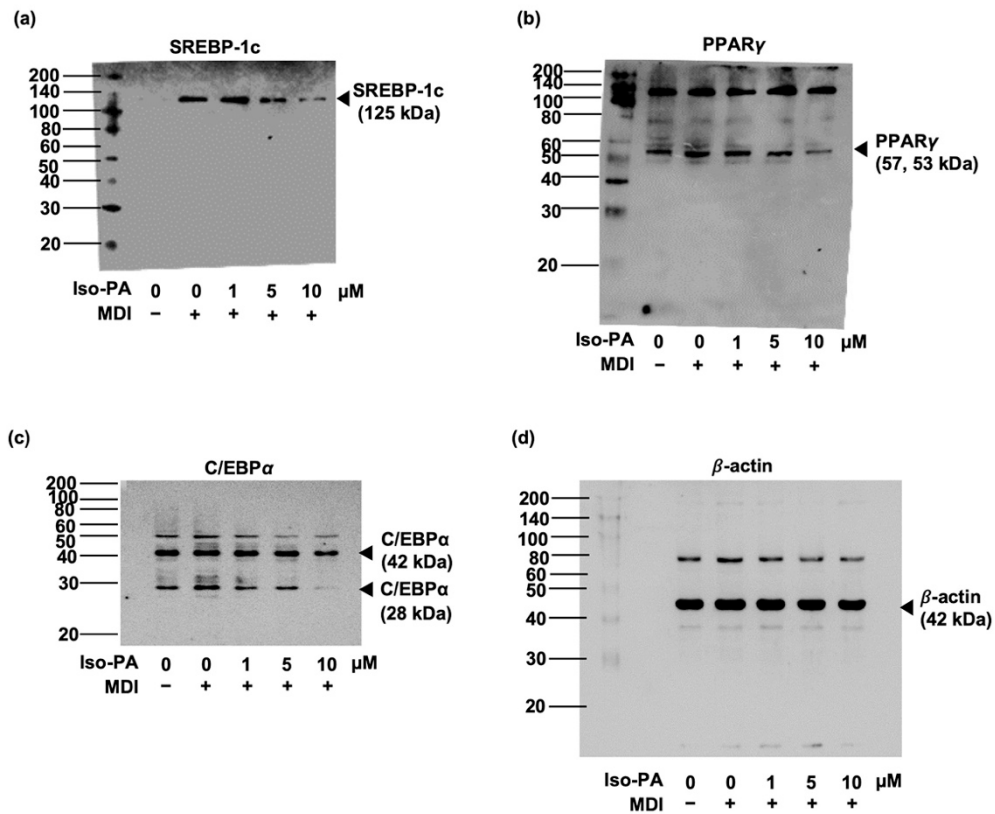 (a)
SREBP-1c
200
140
100
80
60
50
40
30
20
SREBP-1c
(125 kDa)
Iso-PA 0 0 1 5 10 μM
MDI − + + + +
(b)
PPARγ
200
140
100
80
60
50
40
30
20
PPARγ
(57, 53 kDa)
Iso-PA 0 0 1 5 10 μM
MDI − + + + +
(c)
C/EBPα
200
100
80
60
50
40
30
20
C/EBPα
(42 kDa)
C/EBPα
(28 kDa)
Iso-PA 0 0 1 5 10 μM
MDI − + + + +
(d)
β-actin
200
140
100
80
60
50
40
30
20
β-actin
(42 kDa)
Iso-PA 0 0 1 5 10 μM
MDI − + + + +